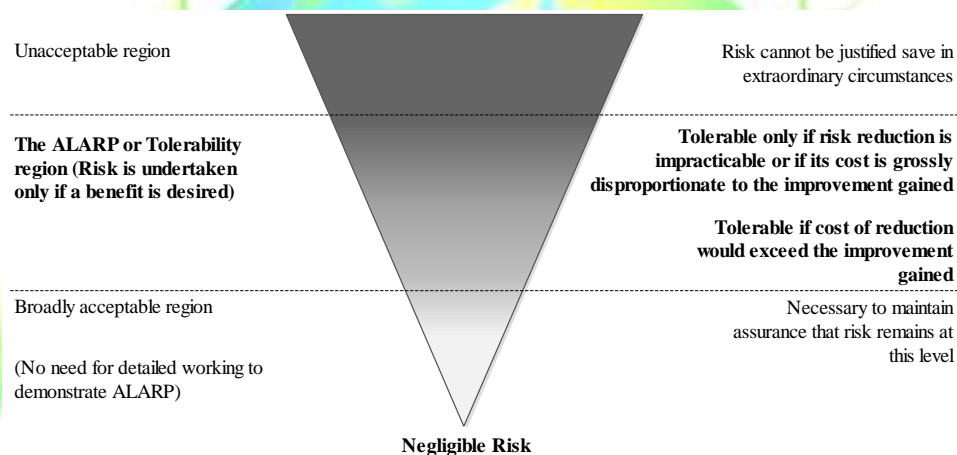 Unacceptable region
Risk cannot be justified save in
extraordinary circumstances
The ALARP or Tolerability
region (Risk is undertaken
only if a benefit is desired)
Tolerable only if risk reduction is
impracticable or if its cost is grossly
disproportionate to the improvement gained
Tolerable if cost of reduction
would exceed the improvement
gained
Broadly acceptable region
(No need for detailed working to
demonstrate ALARP)
Necessary to maintain
assurance that risk remains at
this level
Negligible Risk